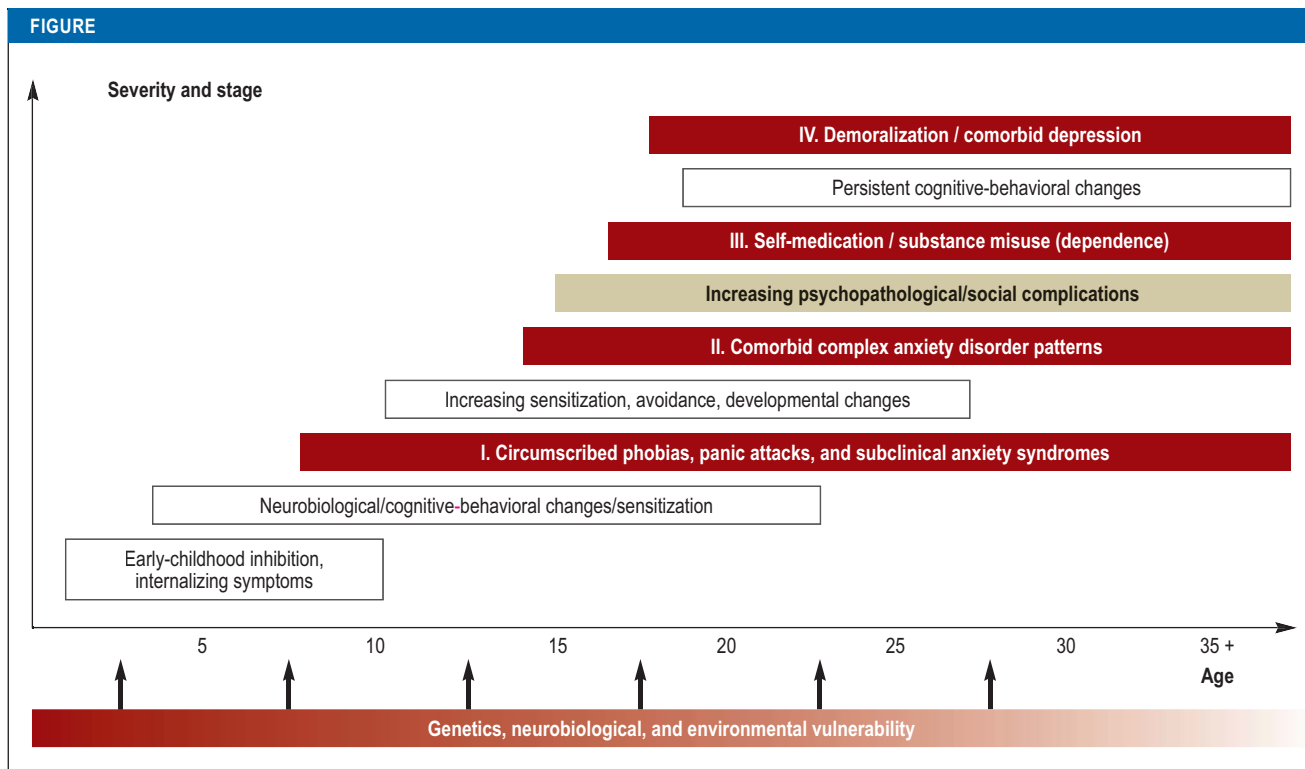 FIGURE
Severity and stage
IV. Demoralization / comorbid depression
Persistent cognitive-behavioral changes
III. Self-medication / substance misuse (dependence)
Increasing psychopathological/social complications
II. Comorbid complex anxiety disorder patterns
Increasing sensitization, avoidance, developmental changes
I. Circumscribed phobias, panic attacks, and subclinical anxiety syndromes
Neurobiological/cognitive-behavioral changes/sensitization
Early-childhood inhibition,
internalizing symptoms
5 10 15 20 25 30 35 +
Age
Genetics, neurobiological, and environmental vulnerability